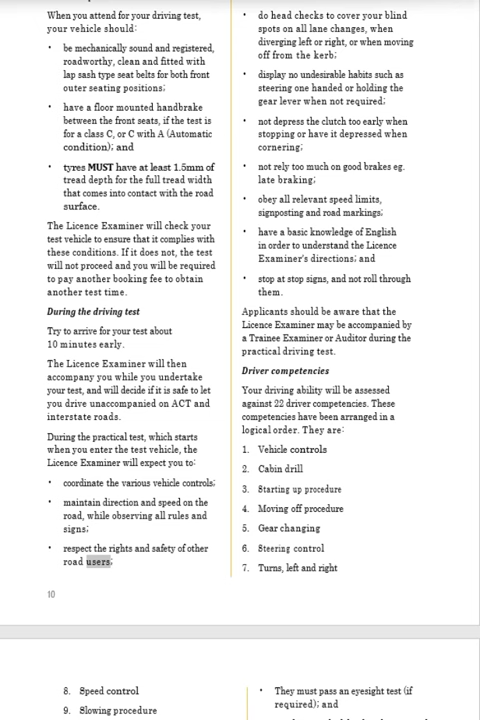 When you attend for your driving test,
your vehicle should:
• be mechanically sound and registered,
roadworthy, clean and fitted with
lap sash type seat belts for both front
outer seating positions;
• have a floor mounted handbrake
between the front seats, if the test is
for a class C, or C with A (Automatic
condition); and
• tyres MUST have at least 1.5mm of
tread depth for the full tread width
that comes into contact with the road
surface.
The Licence Examiner will check your
test vehicle to ensure that it complies with
these conditions. If it does not, the test
will not proceed and you will be required
to pay another booking fee to obtain
another test time.
During the driving test
Try to arrive for your test about
10 minutes early.
The Licence Examiner will then
accompany you while you undertake
your test, and will decide if it is safe to let
you drive unaccompanied on ACT and
interstate roads.
During the practical test, which starts
when you enter the test vehicle, the
Licence Examiner will expect you to:
• coordinate the various vehicle controls;
• maintain direction and speed on the
road, while observing all rules and
signs;
• respect the rights and safety of other
road users;
• do head checks to cover your blind
spots on all lane changes, when
diverging left or right, or when moving
off from the kerb;
• display no undesirable habits such as
steering one handed or holding the
gear lever when not required;
• not depress the clutch too early when
stopping or have it depressed when
cornering;
• not rely too much on good brakes eg.
late braking;
• obey all relevant speed limits,
signposting and road markings;
• have a basic knowledge of English
in order to understand the Licence
Examiner's directions; and
• stop at stop signs, and not roll through
them.
Applicants should be aware that the
Licence Examiner may be accompanied by
a Trainee Examiner or Auditor during the
practical driving test.
Driver competencies
Your driving ability will be assessed
against 22 driver competencies. These
competencies have been arranged in a
logical order. They are:
1. Vehicle controls
2. Cabin drill
3. Starting up procedure
4. Moving off procedure
5. Gear changing
6. Steering control
7. Turns, left and right
10
8. Speed control
9. Slowing procedure
• They must pass an eyesight test (if
required); and